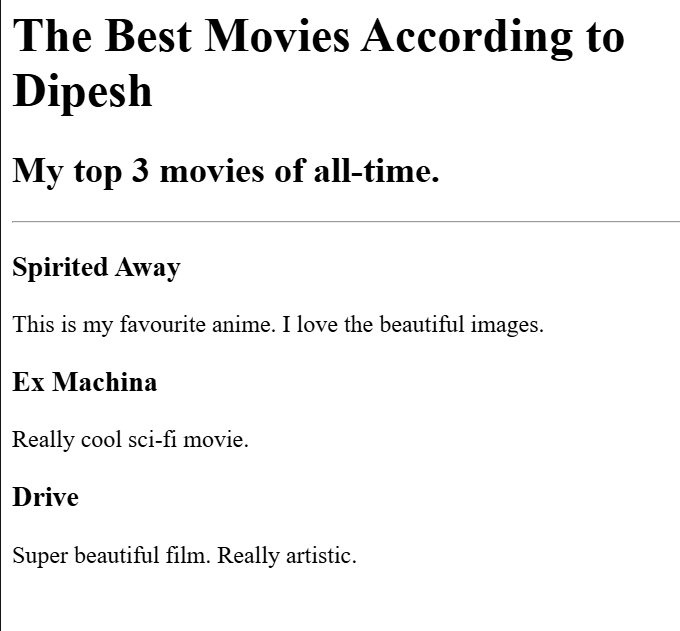 The Best Movies According to
Dipesh
My top 3 movies of all-time.
Spirited Away
This is my favourite anime. I love the beautiful images.
Ex Machina
Really cool sci-fi movie.
Drive
Super beautiful film. Really artistic.